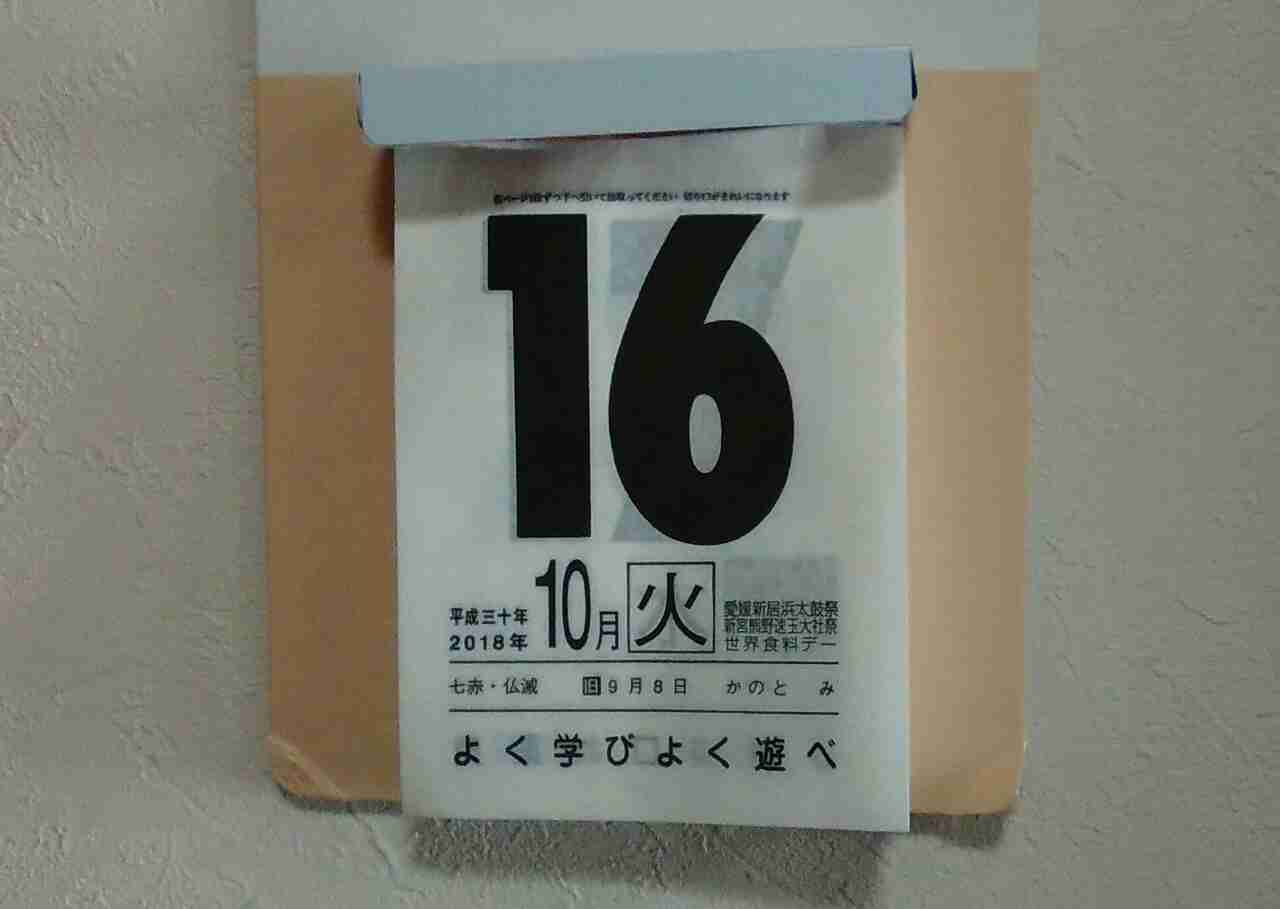 16
平成三十年
2018年
10月
火
愛媛新居浜太鼓祭
新宮熊野速玉大社祭
世界食料デー
七赤・仏滅 旧9月8日 かのと み
よく学びよく遊べ